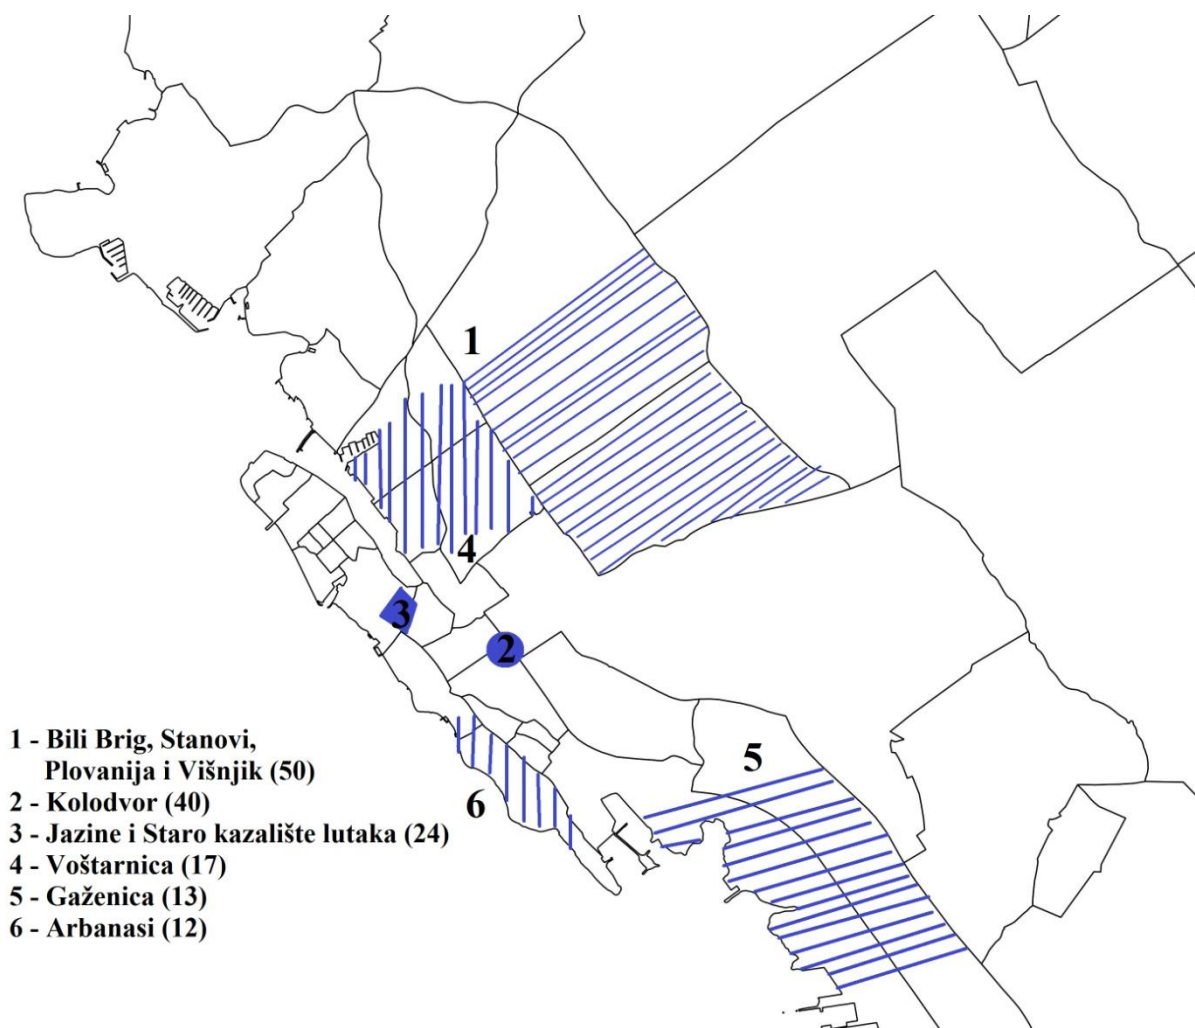 1
4
3
2
5
6
1 - Bili Brig, Stanovi,
Plovanija i Višnjik (50)
2 - Kolodvor (40)
3 - Jazine i Staro kazalište lutaka (24)
4 - Voštarnica (17)
5 - Gaženica (13)
6 - Arbanasi (12)